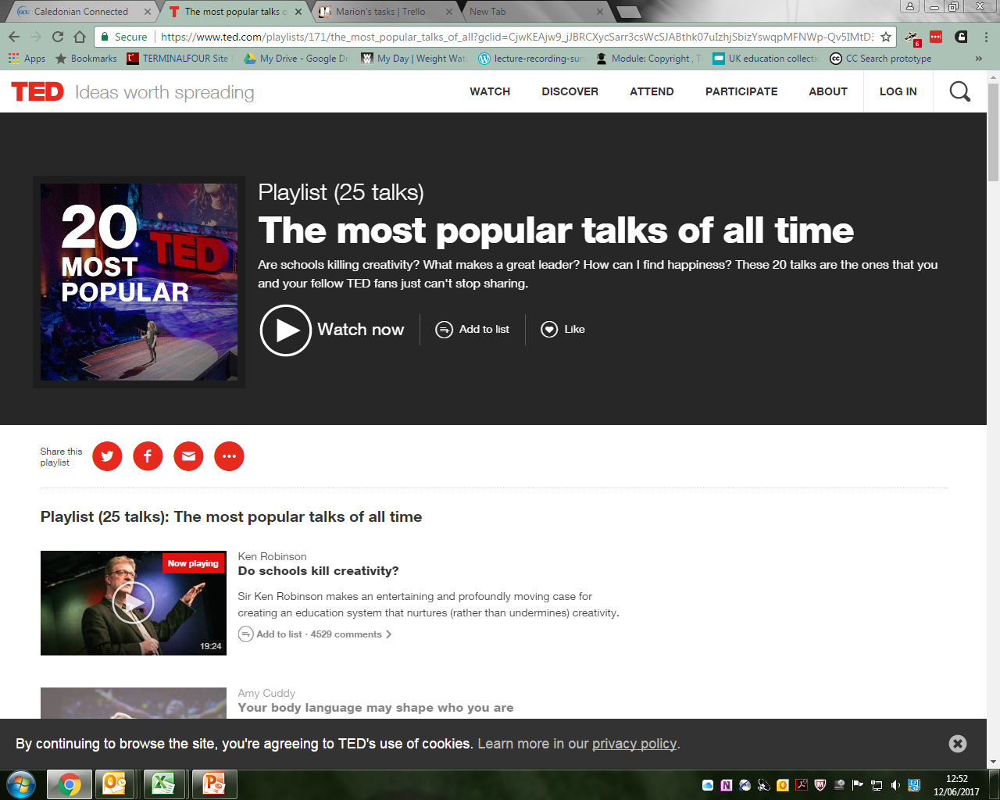 Caledonian Connected
The most popular talks o
Marion's tasks | Trello
New Tab
Secure
https://www.ted.com/playlists/171/the_most_popular_talks_of_all?gclid=CjwKEAjw9_jJBRCXycSarr3csWcSJABthk07uIzhjSbizYswqpMFNWp-Qv5IMtD
6
Apps
Bookmarks
TERMINALFOUR Site
My Drive - Google Dr
My Day | Weight Wat
lecture-recording-sur
Module: Copyright , T
UK education collecti
CC Search prototype
»
TED Ideas worth spreading
WATCH
DISCOVER
ATTEND
PARTICIPATE
ABOUT
LOG IN
20
MOST
POPULAR
TED
Playlist (25 talks)
The most popular talks of all time
Are schools killing creativity? What makes a great leader? How can I find happiness? These 20 talks are the ones that you
and your fellow TED fans just can't stop sharing.
Watch now
Add to list
Like
Share this
playlist
Playlist (25 talks): The most popular talks of all time
Now playing
19:24
Ken Robinson
Do schools kill creativity?
Sir Ken Robinson makes an entertaining and profoundly moving case for
creating an education system that nurtures (rather than undermines) creativity.
Add to list · 4529 comments
Amy Cuddy
Your body language may shape who you are
By continuing to browse the site, you're agreeing to TED's use of cookies. Learn more in our privacy policy.
12:52
12/06/2017